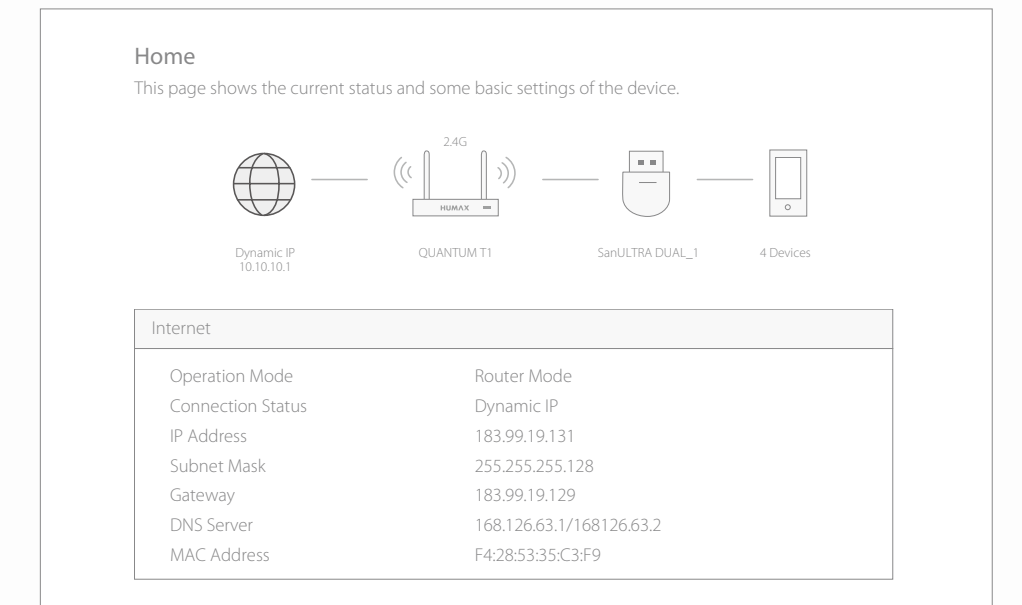 Home
This page shows the current status and some basic settings of the device.
2.4G
HUMAX
Dynamic IP
10.10.10.1
QUANTUM T1
SanULTRA DUAL_1
4 Devices
Internet
Operation Mode Router Mode
Connection Status Dynamic IP
IP Address 183.99.19.131
Subnet Mask 255.255.255.128
Gateway 183.99.19.129
DNS Server 168.126.63.1/168126.63.2
MAC Address F4:28:53:35:C3:F9